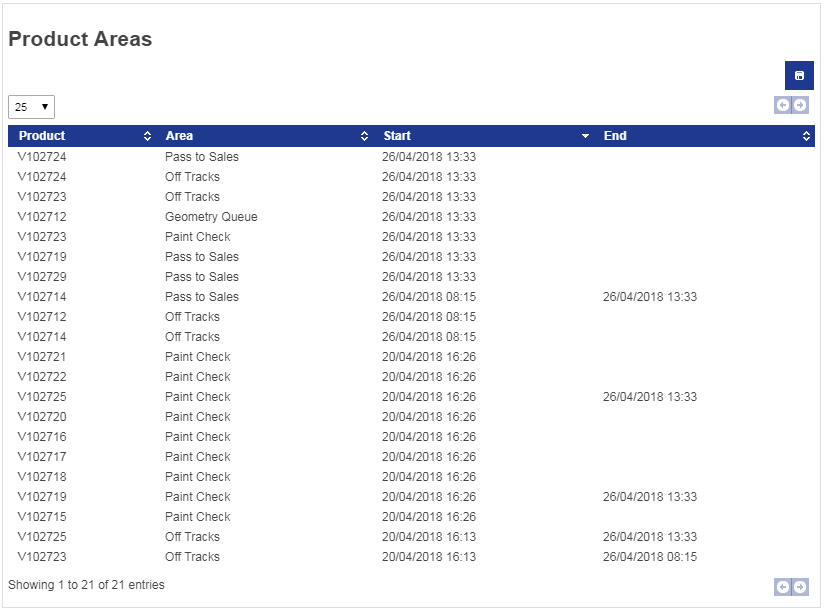 Product Areas
25
Product Area Start End
V102724 Pass to Sales 26/04/2018 13:33
V102724 Off Tracks 26/04/2018 13:33
V102723 Off Tracks 26/04/2018 13:33
V102712 Geometry Queue 26/04/2018 13:33
V102723 Paint Check 26/04/2018 13:33
V102719 Pass to Sales 26/04/2018 13:33
V102729 Pass to Sales 26/04/2018 13:33
V102714 Pass to Sales 26/04/2018 08:15 26/04/2018 13:33
V102712 Off Tracks 26/04/2018 08:15
V102714 Off Tracks 26/04/2018 08:15
V102721 Paint Check 20/04/2018 16:26
V102722 Paint Check 20/04/2018 16:26
V102725 Paint Check 20/04/2018 16:26 26/04/2018 13:33
V102720 Paint Check 20/04/2018 16:26
V102716 Paint Check 20/04/2018 16:26
V102717 Paint Check 20/04/2018 16:26
V102718 Paint Check 20/04/2018 16:26
V102719 Paint Check 20/04/2018 16:26 26/04/2018 13:33
V102715 Paint Check 20/04/2018 16:26
V102725 Off Tracks 20/04/2018 16:13 26/04/2018 13:33
V102723 Off Tracks 20/04/2018 16:13 26/04/2018 08:15
Showing 1 to 21 of 21 entries